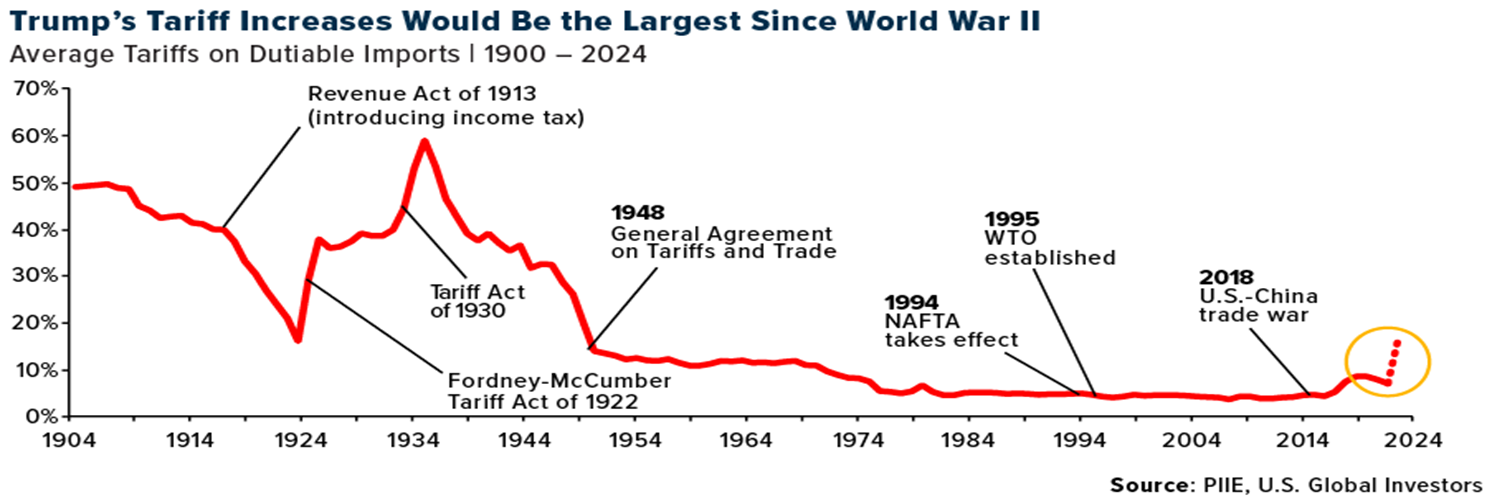 Trump's Tariff Increases Would Be the Largest Since World War II
Average Tariffs on Dutiable Imports | 1900 – 2024
70%
60%
50%
40%
30%
20%
10%
0%
Revenue Act of 1913
(introducing income tax)
Tariff Act
of 1930
Fordney-McCumber
Tariff Act of 1922
1948
General Agreement
on Tariffs and Trade
1994
NAFTA
takes effect
1995
WTO
established
2018
U.S.-China
trade war
1904 1914 1924 1934 1944 1954 1964 1974 1984 1994 2004 2014 2024
Source: PIIE, U.S. Global Investors